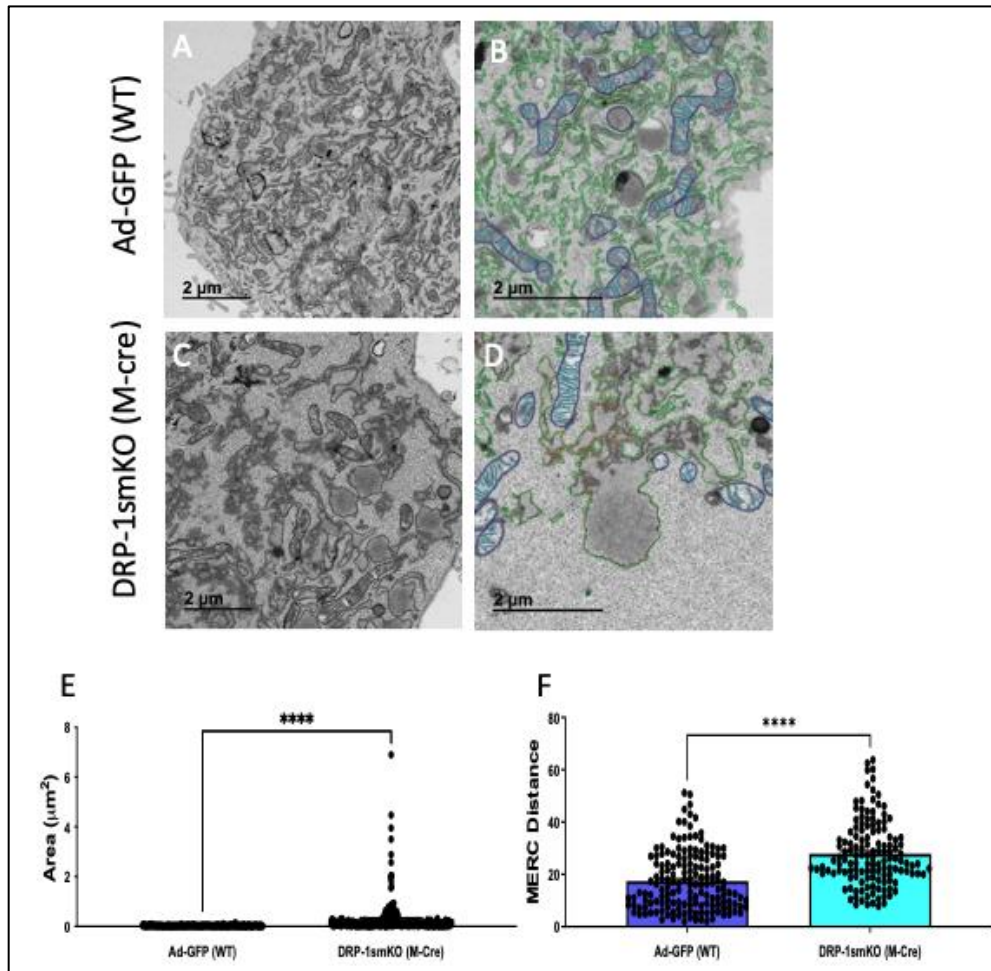 Ad-GFP (WT)
A
2 µm
B
2 µm
DRP-1smKO (M-cre)
C
2 µm
D
2 µm
E
****
Area (µm²)
8
6
4
2
0
Ad-GFP (WT)
DRP-1smKO (M-Cre)
F
****
MERC Distance
80
60
40
20
0
Ad-GFP (WT)
DRP-1smKO (M-Cre)